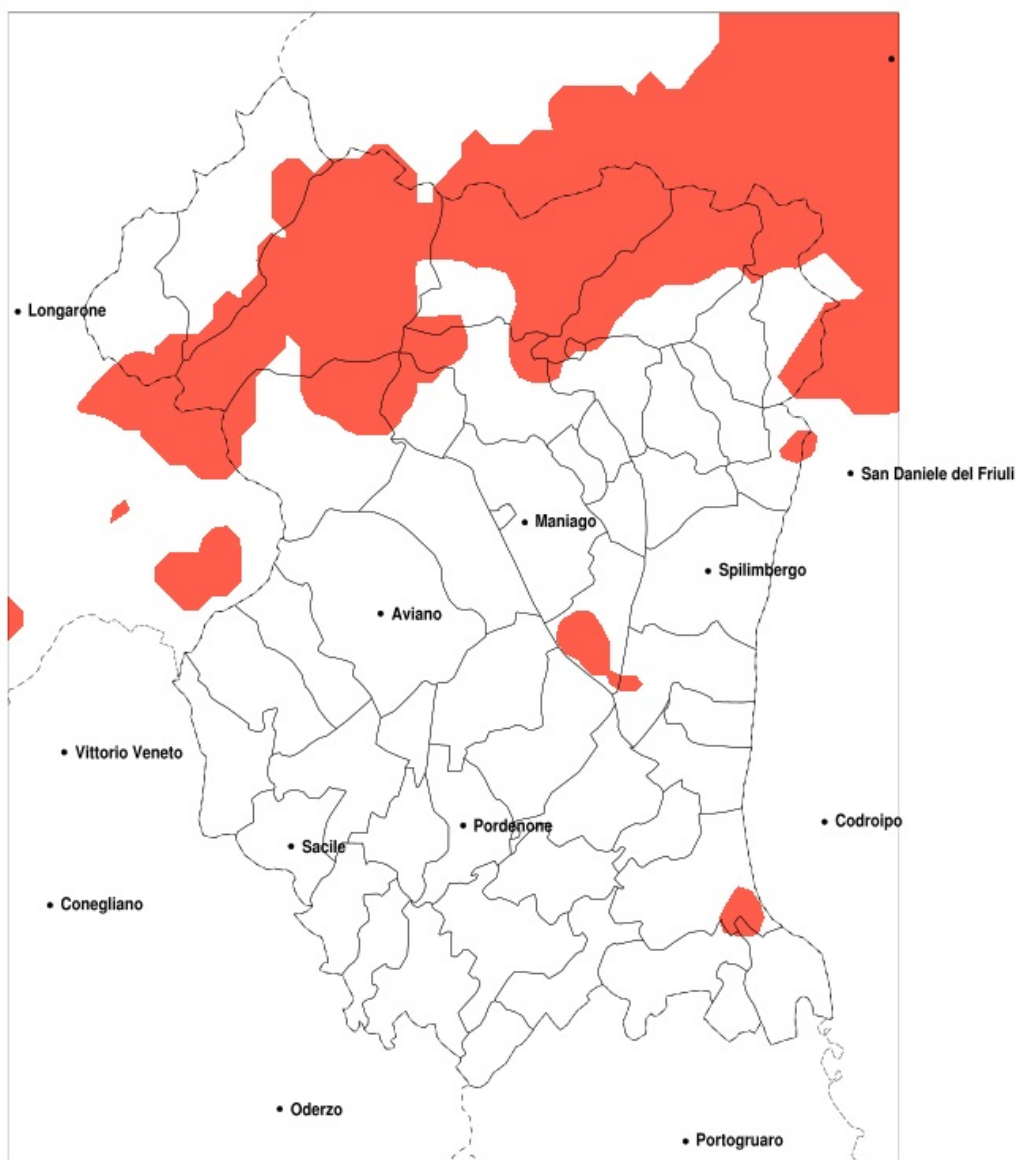 Longarone
San Daniele del Friuli
Maniago
Spilimbergo
Aviano
Vittorio Veneto
Codroipo
Pordenone
Sacile
Conegliano
Oderzo
Portogruaro